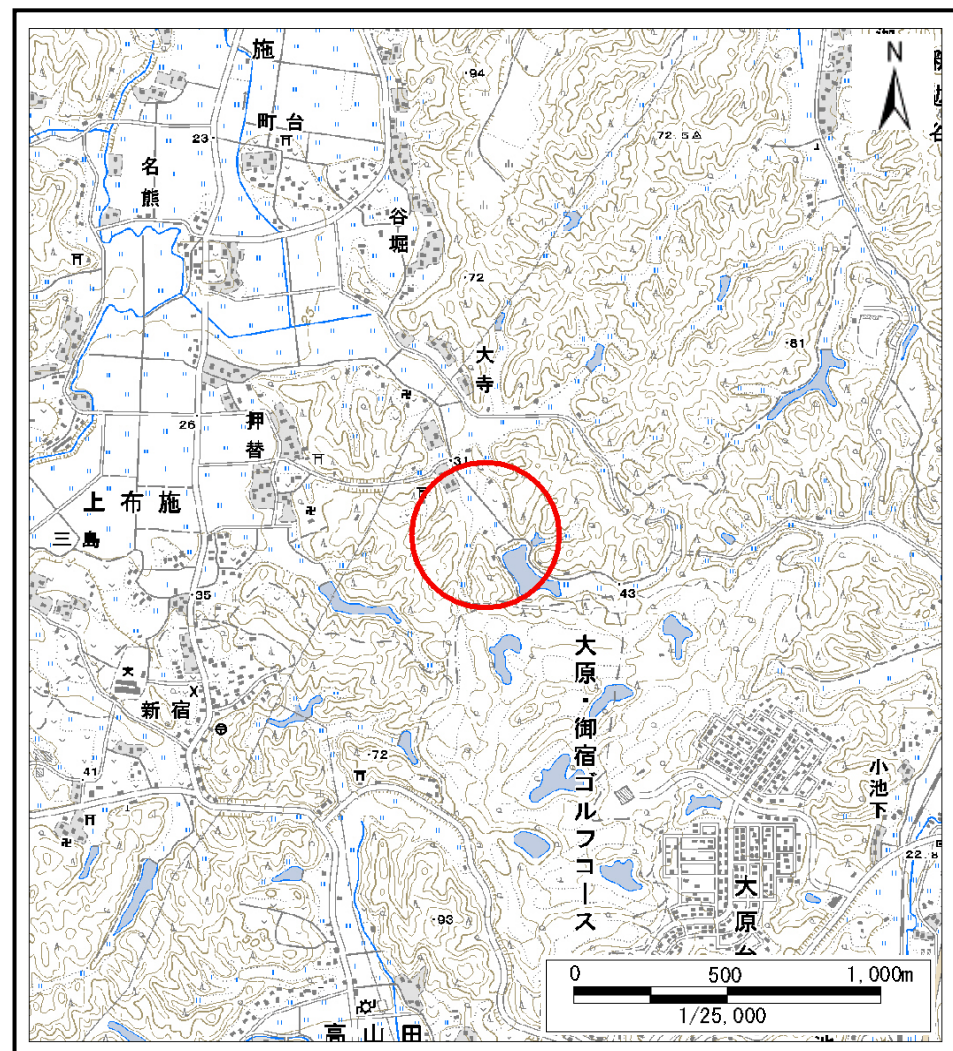 施
94
N
町台
23
72.5
名熊
谷堀
72
大寺
81
26
押替
31
上布施
三島
35
43
大原・御宿ゴルフコース
新宿
72
41
小池下
22.8
大原台
93
0 500 1,000m
1/25,000
高山田